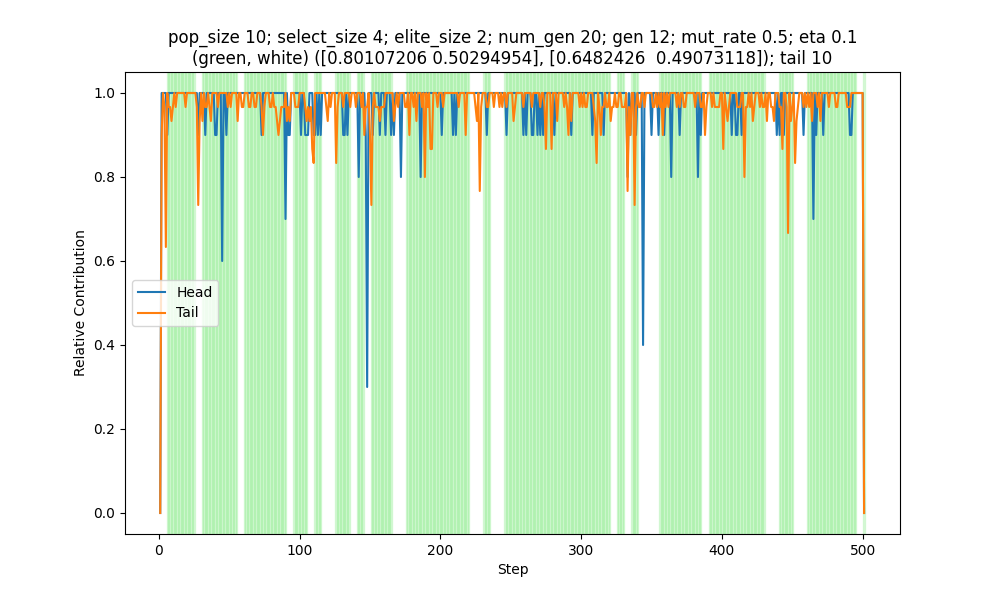 pop_size 10; select_size 4; elite_size 2; num_gen 20; gen 12; mut_rate 0.5; eta 0.1
(green, white) ([0.80107206 0.50294954], [0.6482426  0.49073118]); tail 10
1.0
0.8
0.6
0.4
0.2
0.0
Relative Contribution
Head
Tail
0
100
200
300
400
500
Step